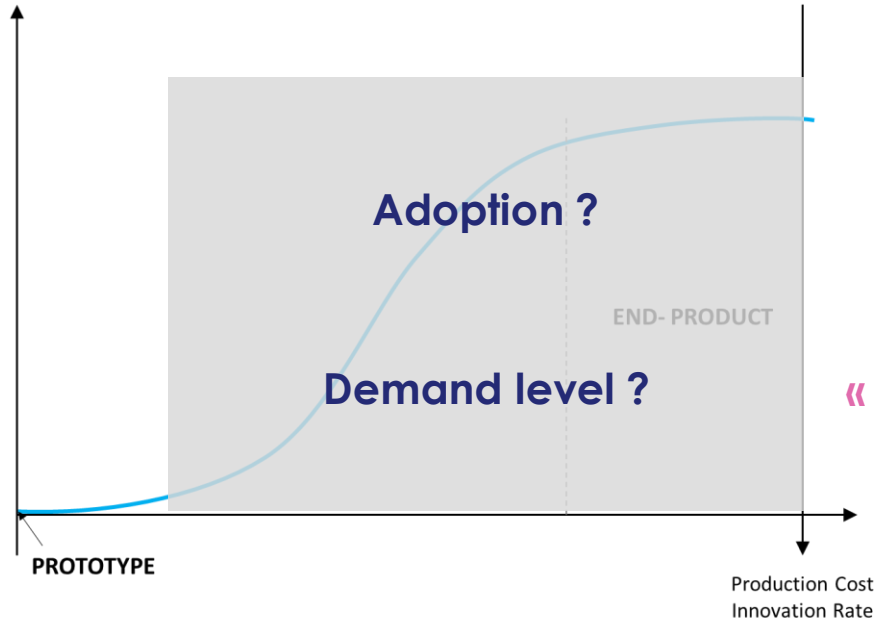 Adoption ?
END- PRODUCT
Demand level ?
«
PROTOTYPE
Production Cost
Innovation Rate